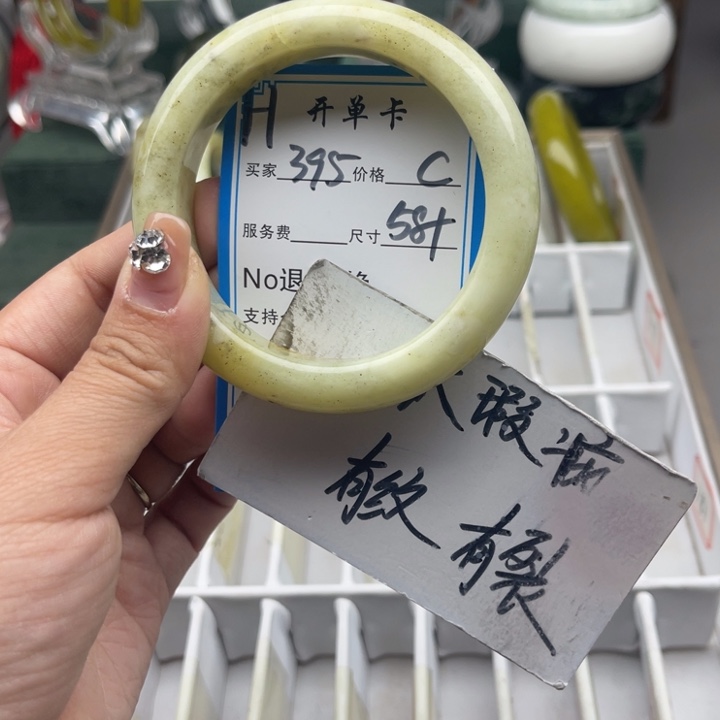 H 开单卡
买家 395 价格 C
服务费 尺寸 58+
No退
支持
瑕疵
有纹 有裂